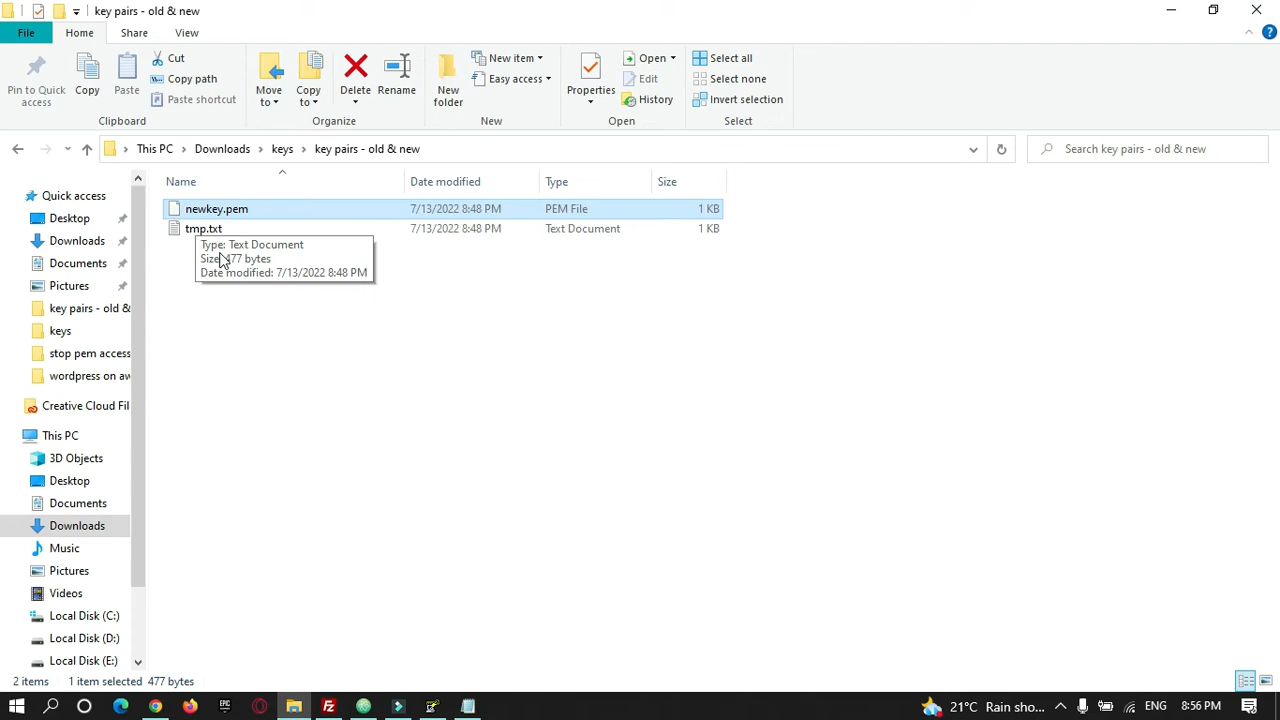 key pairs - old & new
File Home Share View
Pin to Quick access
Copy
Paste
Cut
Copy path
Paste shortcut
Clipboard
Move to
Copy to
Delete
Rename
Organize
New folder
New item
Easy access
New
Properties
Open
Edit
History
Open
Select all
Select none
Invert selection
Select
This PC > Downloads > keys > key pairs - old & new
Search key pairs - old & new
Name Date modified Type Size
newkey.pem 7/13/2022 8:48 PM PEM File 1 KB
tmp.txt 7/13/2022 8:48 PM Text Document 1 KB
Type: Text Document
Size: 477 bytes
Date modified: 7/13/2022 8:48 PM
Quick access
Desktop
Downloads
Documents
Pictures
key pairs - old &
keys
stop pem access
wordpress on aw
Creative Cloud Fil
This PC
3D Objects
Desktop
Documents
Downloads
Music
Pictures
Videos
Local Disk (C:)
Local Disk (D:)
Local Disk (E:)
2 items 1 item selected 477 bytes
EPIC
Fz
21°C Rain sho... ENG 8:56 PM